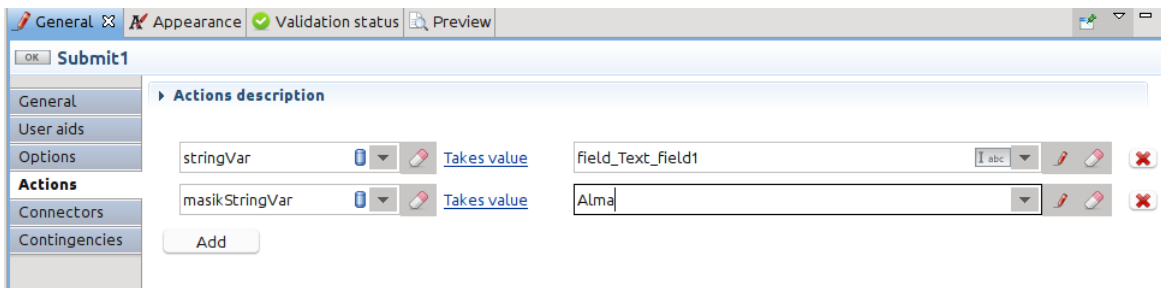 General Appearance Validation status Preview
OK Submit1
General
User aids
Options
Actions
Connectors
Contingencies
Actions description
stringVar Takes value field_Text_field1 I abc
masikStringVar Takes value Alma
Add